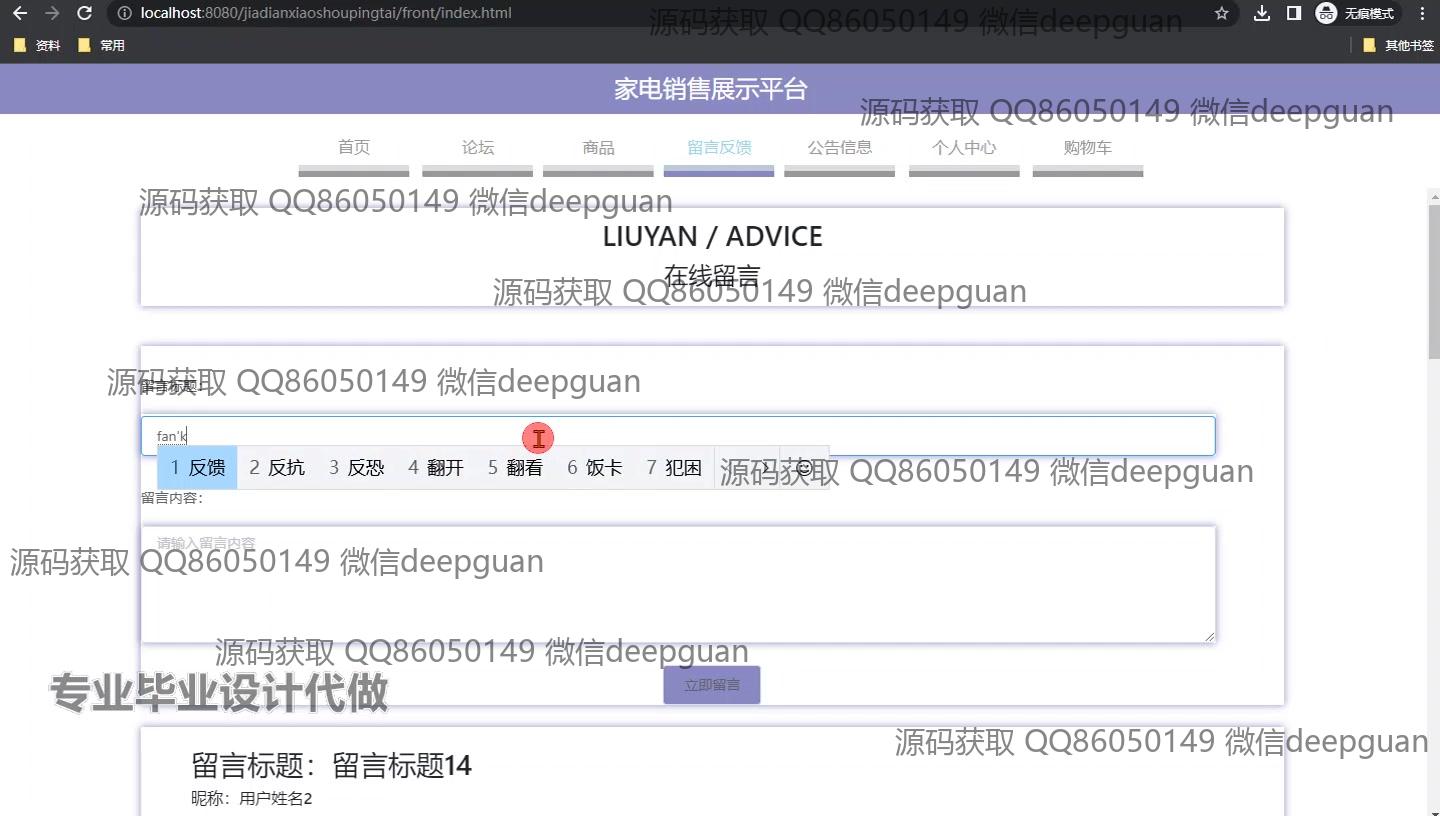 localhost:8080/jiadianxiaoshoupingtai/front/index.html
无痕模式
资料
常用
其他书签
源码获取 QQ86050149 微信deepguan
家电销售展示平台
源码获取 QQ86050149 微信deepguan
首页
论坛
商品
留言反馈
公告信息
个人中心
购物车
源码获取 QQ86050149 微信deepguan
LIUYAN / ADVICE
在线留言
源码获取 QQ86050149 微信deepguan
源码获取 QQ86050149 微信deepguan
留言标题:
fan'k
1 反馈 2 反抗 3 反恐 4 翻开 5 翻看 6 饭卡 7 犯困
源码获取 QQ86050149 微信deepguan
留言内容:
请输入留言内容
源码获取 QQ86050149 微信deepguan
源码获取 QQ86050149 微信deepguan
立即留言
专业毕业设计代做
源码获取 QQ86050149 微信deepguan
留言标题：留言标题14
昵称：用户姓名2